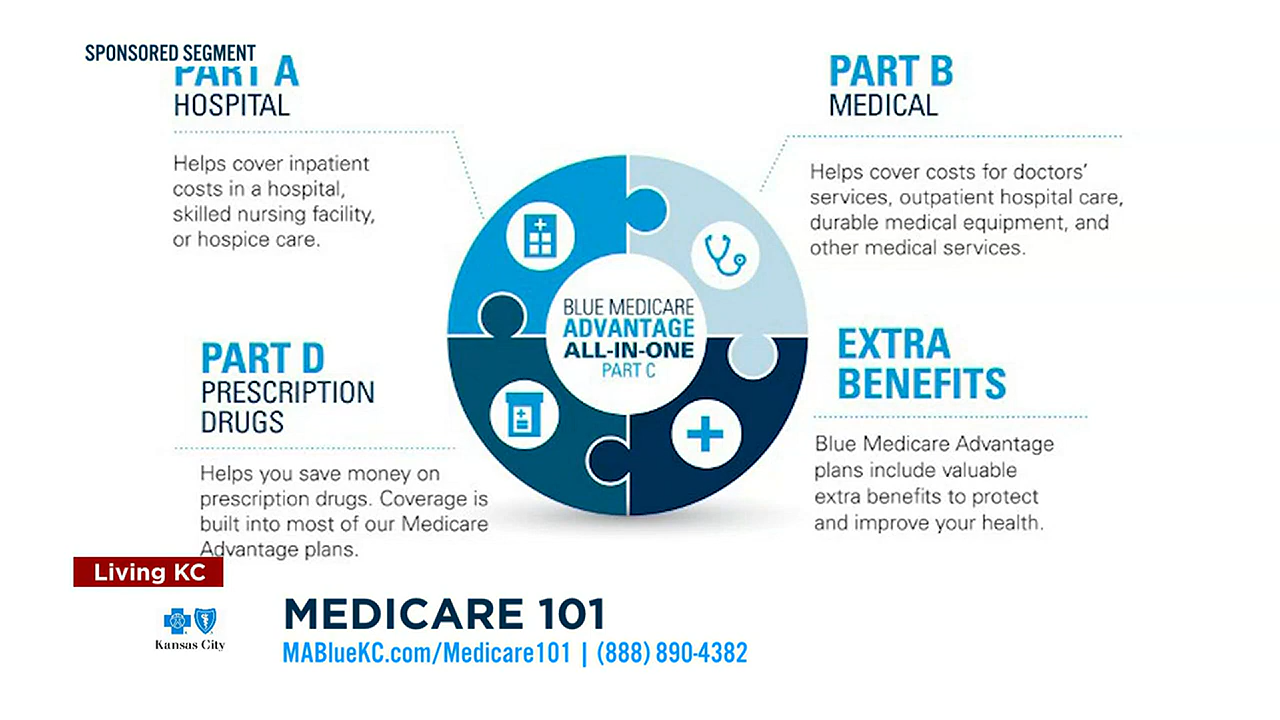 SPONSORED SEGMENT
PART A
HOSPITAL
Helps cover inpatient
costs in a hospital,
skilled nursing facility,
or hospice care.
PART B
MEDICAL
Helps cover costs for doctors’
services, outpatient hospital care,
durable medical equipment, and
other medical services.
BLUE MEDICARE
ADVANTAGE
ALL-IN-ONE
PART C
PART D
PRESCRIPTION
DRUGS
Helps you save money on
prescription drugs. Coverage is
built into most of our Medicare
Advantage plans.
EXTRA
BENEFITS
Blue Medicare Advantage
plans include valuable
extra benefits to protect
and improve your health.
Living KC
Kansas City
MEDICARE 101
MABlueKC.com/Medicare101 | (888) 890-4382